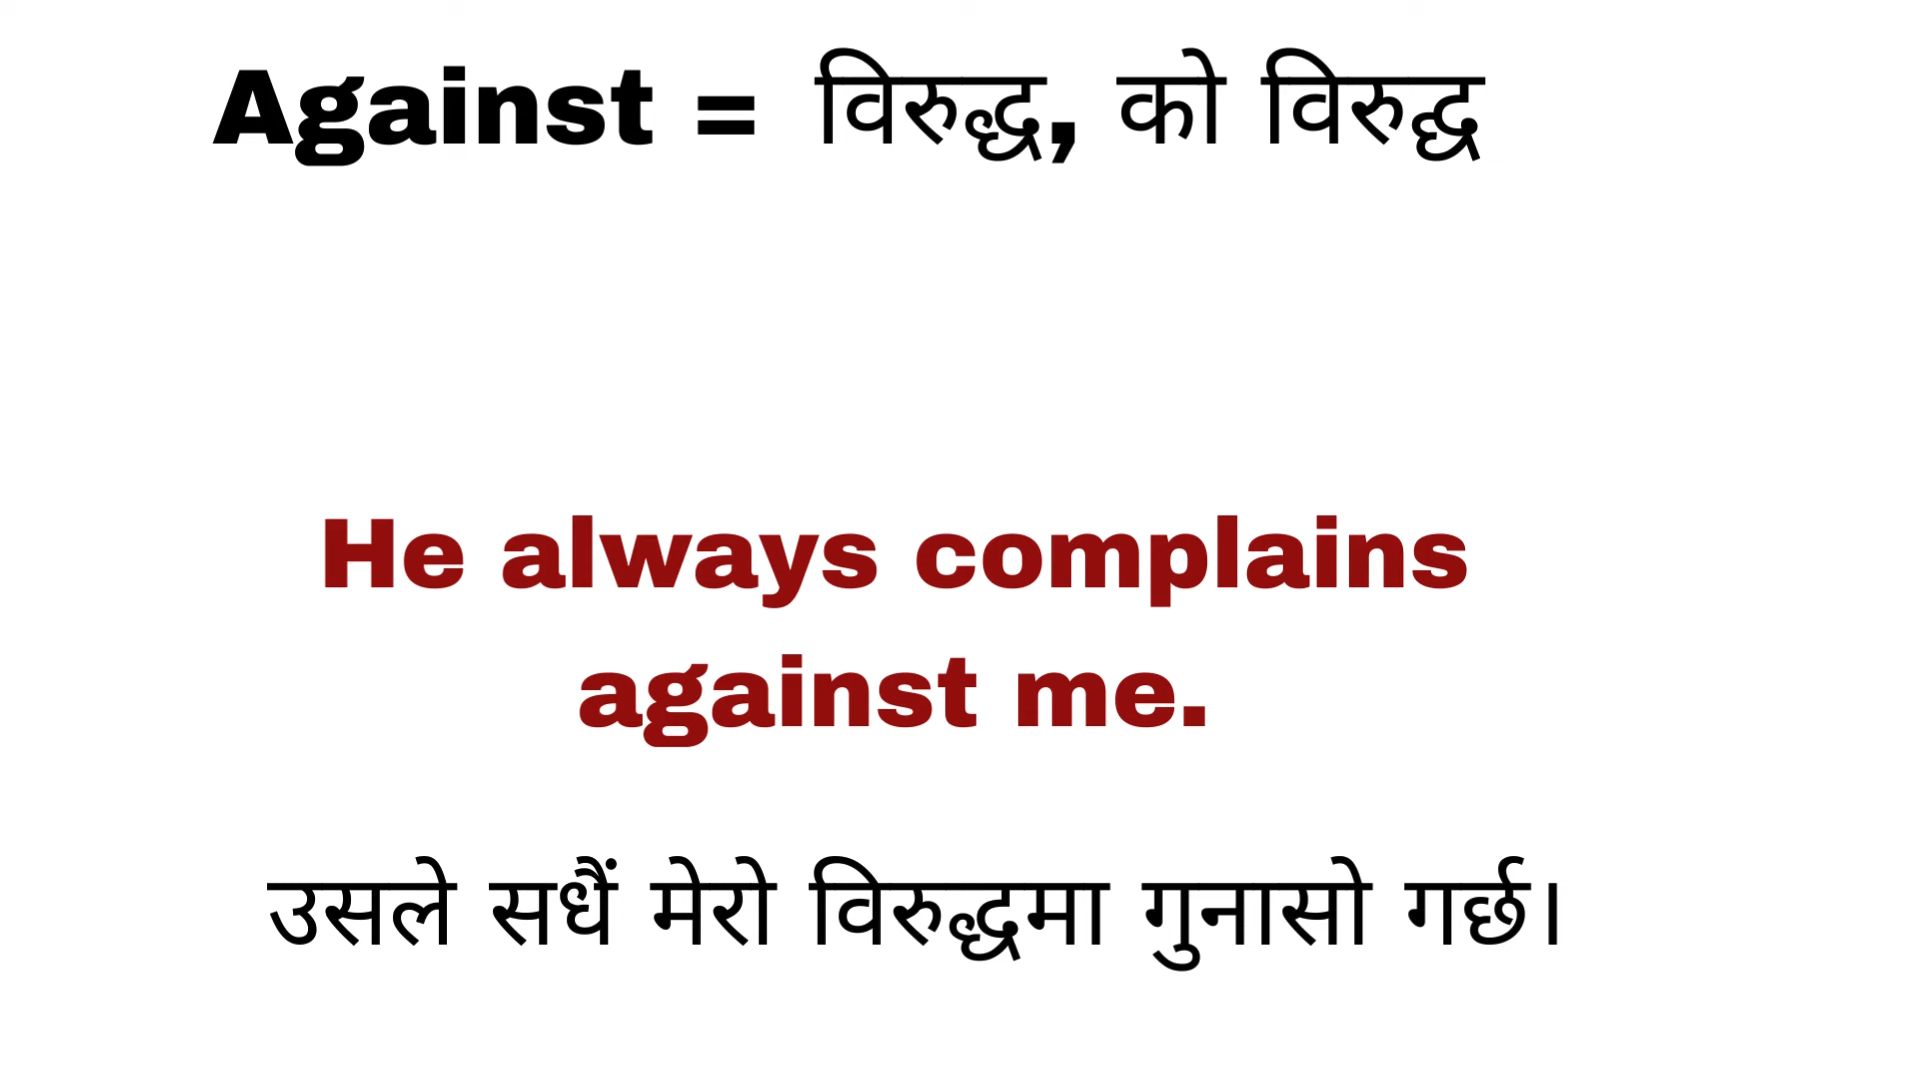 Against = विरुद्ध, को विरुद्घ
He always complains
against me.
उसले सधैं मेरो विरुद्धमा गुनासो गर्छ।